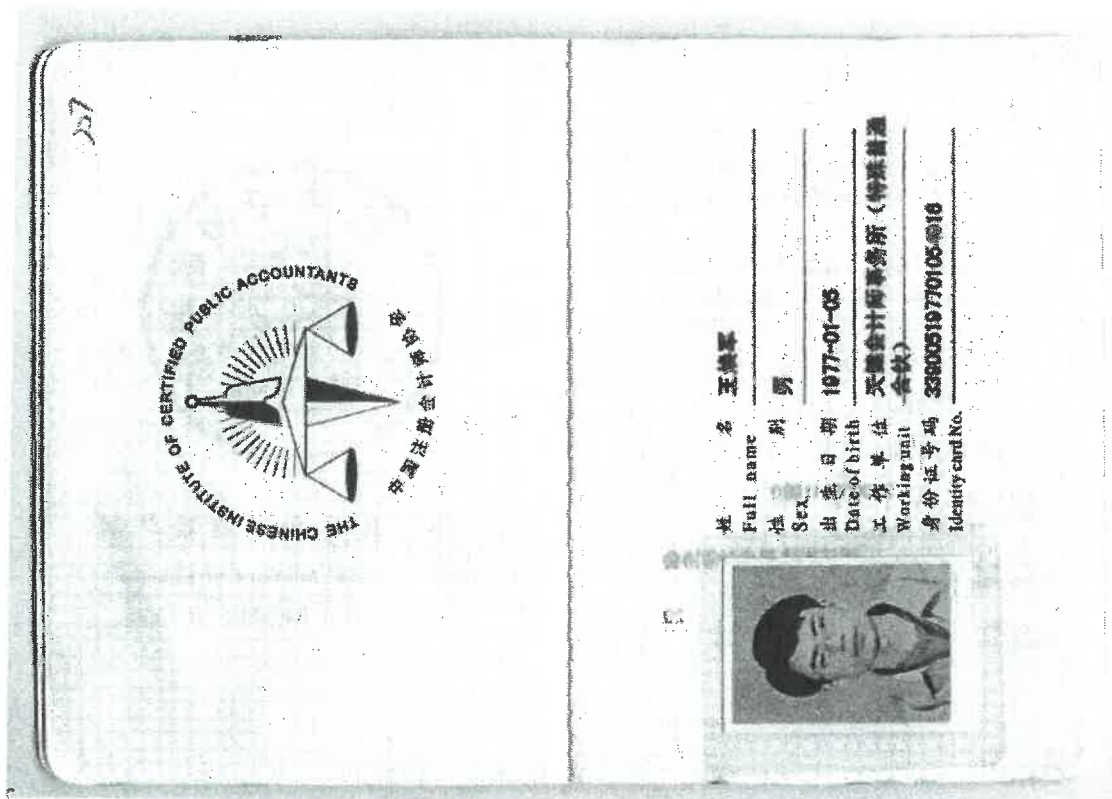 THE CHINESE INSTITUTE OF CERTIFIED PUBLIC ACCOUNTANTS
中国注册会计师协会
姓 名
Full name
性 别 男
Sex
出生日期 1977-01-05
Date of birth
工作单位 天健会计师事务所（特殊普通
Working unit 合伙）
身份证号码
Identity card No.